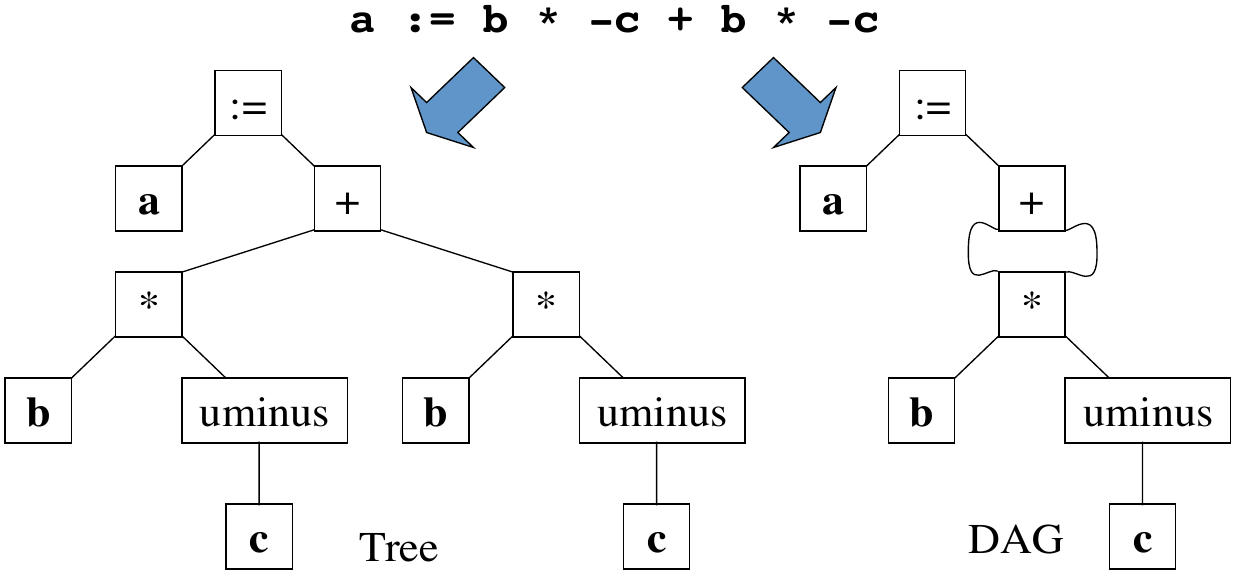 a := b * -c + b * -c
:= :=
a + a +
* * *
b uminus b uminus b uminus
c Tree c DAG c